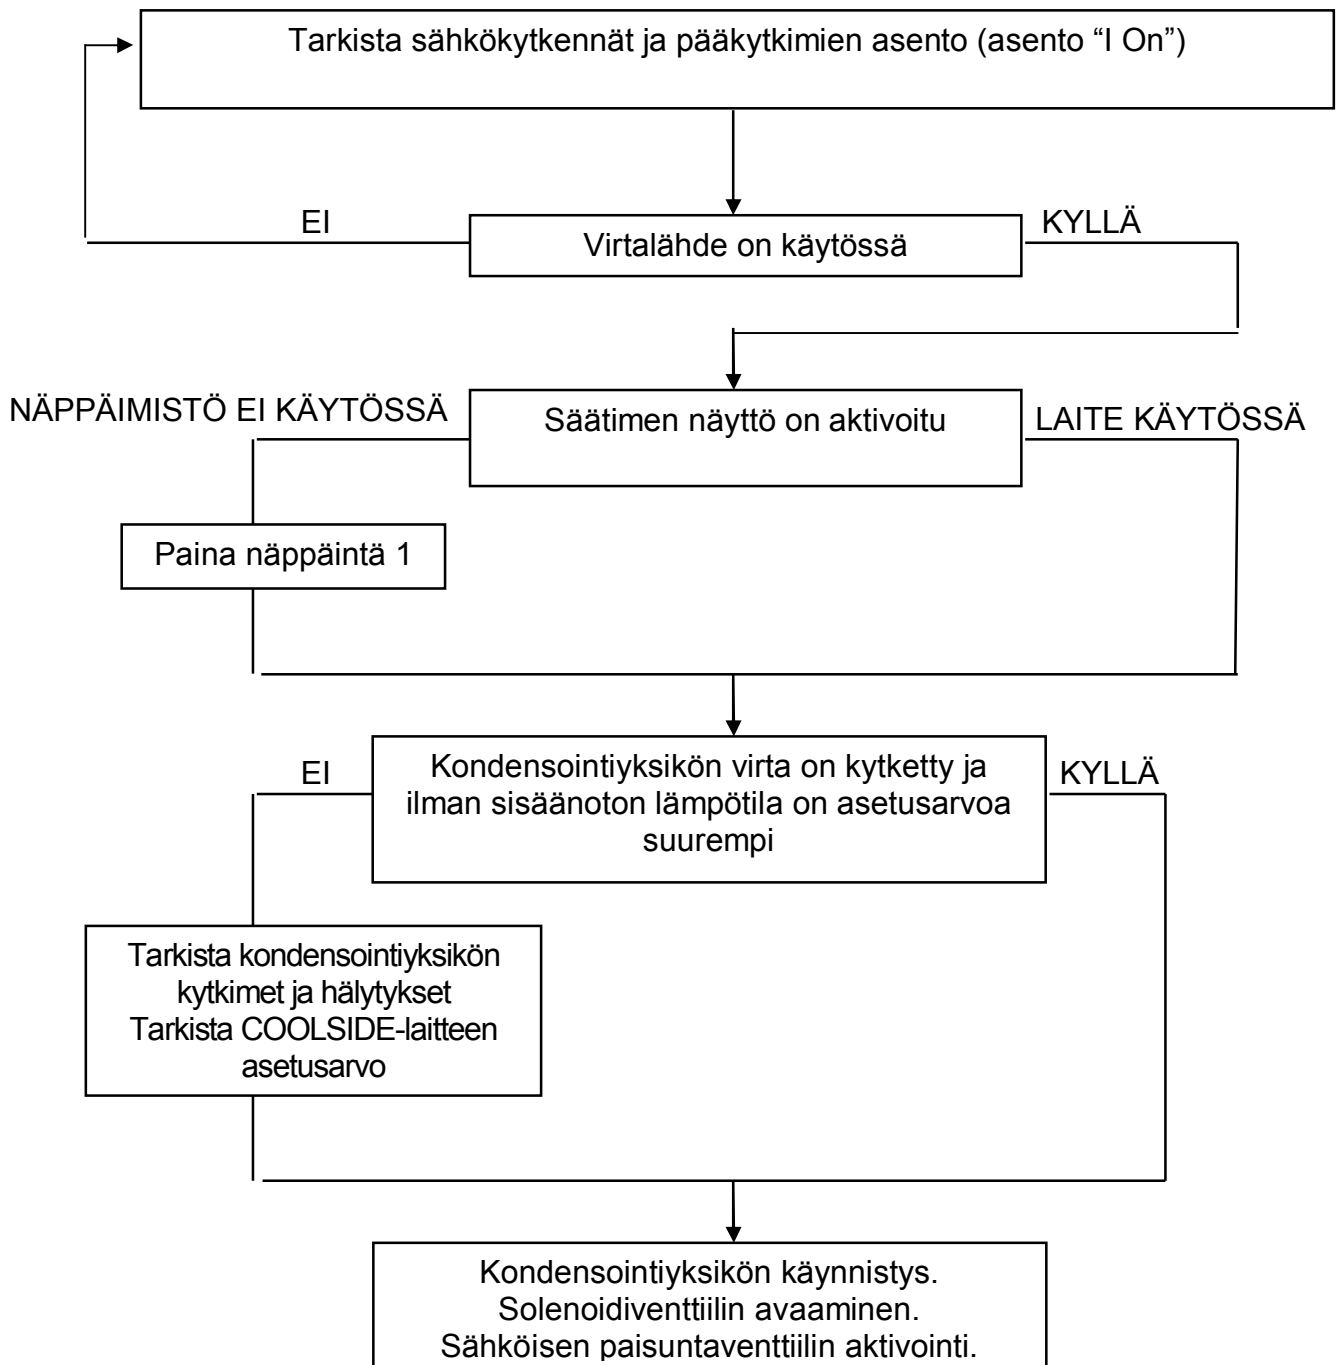 Tarkista sähkökytkennät ja pääkytkimien asento (asento “I On”)
EI
KYLLÄ
Virtalähde on käytössä
NÄPPÄIMISTÖ EI KÄYTÖSSÄ
Säätimen näyttö on aktivoitu
LAITE KÄYTÖSSÄ
Paina näppäintä 1
EI
Kondensointiyksikön virta on kytketty ja
ilman sisäänoton lämpötila on asetusarvoa
suurempi
KYLLÄ
Tarkista kondensointiyksikön
kytkimet ja hälytykset
Tarkista COOLSIDE-laitteen
asetusarvo
Kondensointiyksikön käynnistys.
Solenoidiventtiilin avaaminen.
Sähköisen paisuntaventtiilin aktivointi.